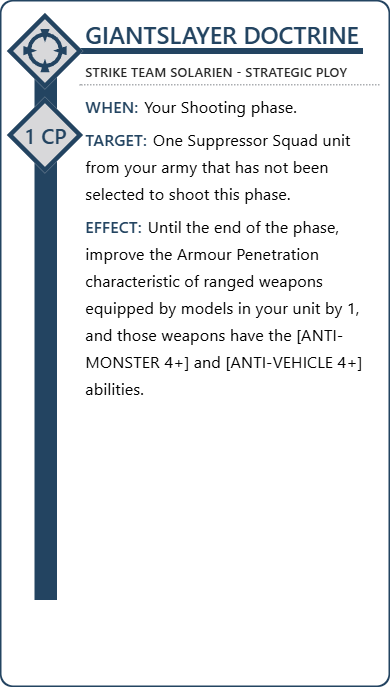 GIANTSLAYER DOCTRINE
STRIKE TEAM SOLARIEN - STRATEGIC PLOY
WHEN: Your Shooting phase.
1 CP
TARGET: One Suppressor Squad unit
from your army that has not been
selected to shoot this phase.
EFFECT: Until the end of the phase,
improve the Armour Penetration
characteristic of ranged weapons
equipped by models in your unit by 1,
and those weapons have the [ANTI-
MONSTER 4+] and [ANTI-VEHICLE 4+]
abilities.